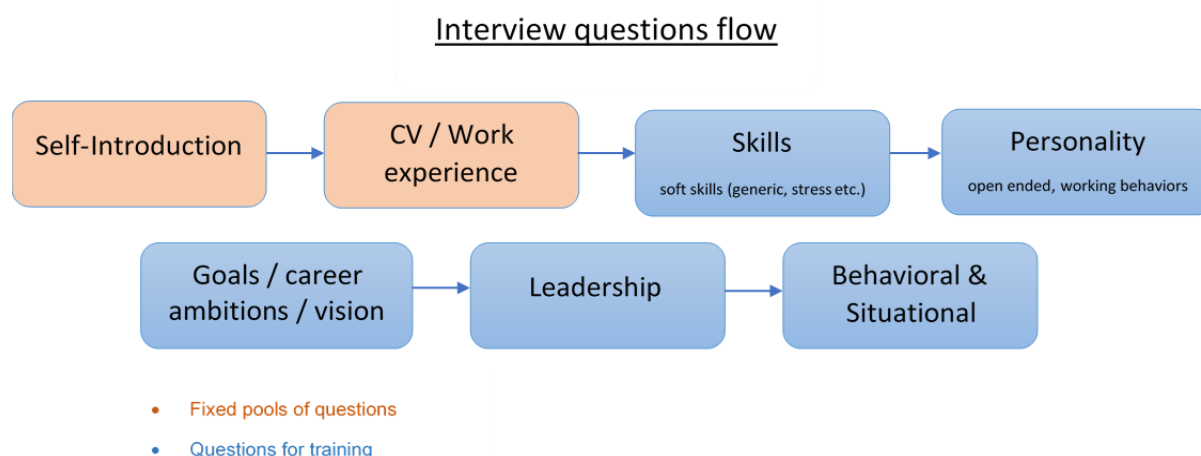 Interview questions flow
Self-Introduction
CV / Work
experience
Skills
soft skills (generic, stress etc.)
Personality
open ended, working behaviors
Goals / career
ambitions / vision
Leadership
Behavioral &
Situational
• Fixed pools of questions
• Questions for training